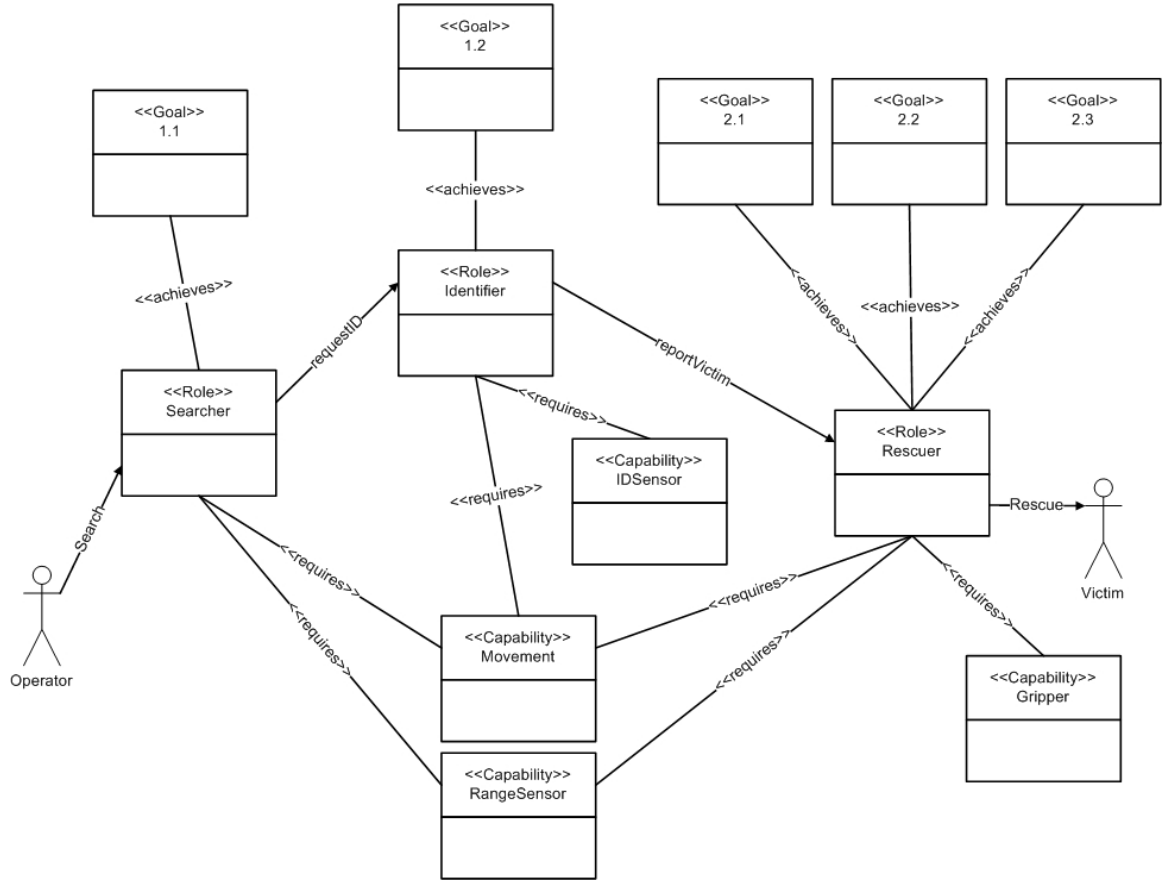 <<Goal>>
1.2
<<Goal>>
1.1
<<Goal>>
2.1
<<Goal>>
2.2
<<Goal>>
2.3
<<achieves>>
<<achieves>>
<<achieves>>
<<achieves>>
<<achieves>>
<<Role>>
Identifier
requestID
reportVictim
<<Role>>
Searcher
<<requires>>
<<Role>>
Rescuer
<<Capability>>
IDSensor
<<requires>>
Search
Rescue
Victim
<<requires>>
<<requires>>
<<requires>>
<<requires>>
<<requires>>
<<Capability>>
Movement
Operator
<<Capability>>
Gripper
<<Capability>>
RangeSensor